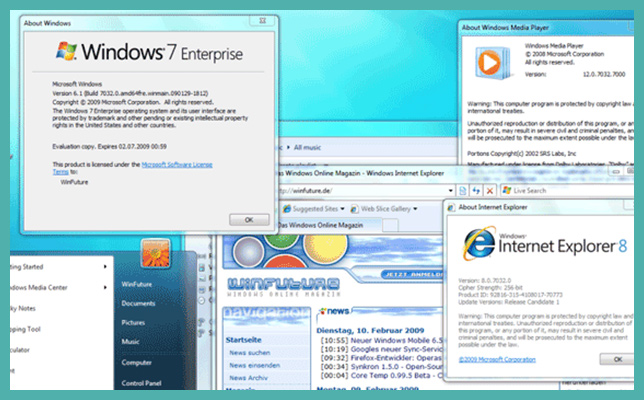 About Windows
Windows 7 Enterprise
Microsoft Windows
Version 6.1 (Build 7032.0.amd64fre.winmain.090129-1812)
Copyright © 2009 Microsoft Corporation. All rights reserved.
The Windows 7 Enterprise operating system and its user interface are
protected by trademark and other pending or existing intellectual property
rights in the United States and other countries.
Evaluation copy. Expires 02.07.2009 00:59
This product is licensed under the Microsoft Software License
Terms to:
WinFuture
OK
About Windows Media Player
Windows Media Player
© 2008 Microsoft Corporation
All rights reserved.
Version: 12.0.7032.7000
Warning: This computer program is protected by copyright law
international treaties.
Unauthorized reproduction or distribution of this program, or any
portion of it, may result in severe civil and criminal penalties, and
will be prosecuted to the maximum extent possible under the law.
Portions Copyright(c) 2002 SRS Labs, Inc
All music
Das Windows Online Magazin - Windows Internet Explorer
http://winfuture.de/
Live Search
Suggested Sites
Web Slice Gallery
Das Windows Online Magazin
JETZT ANMELDEN
WINFUTURE
WINDOWS ONLINE MAGAZIN
navigation
news
Startseite
News suchen
News einsenden
News Archiv
Dienstag, 10. Februar 2009
[10:55] Neuer Windows Mobile 6.5
[10:19] Googles neuer Sync-Service
[09:32] Firefox-Entwickler: Operas
[00:34] Synkron 1.5.0 - Open-Sour
[00:04] Core Temp 0.99.5 Beta - C
Montag, 09. Februar 2009
herunterladen
About Internet Explorer
Windows
Internet Explorer 8
Version: 8.0.7032.0
Cipher Strength: 256-bit
Product ID: 92816-315-4108017-70773
Update Versions: Release Candidate 1
Warning: This computer program is protected by copyright law and
international treaties. Unauthorized reproduction or distribution of
this program, or any portion of it, may result in severe civil and
criminal penalties, and will be prosecuted to the maximum extent
possible under the law.
©2009 Microsoft Corporation
OK
Getting Started
Windows Media Center
Sticky Notes
Snipping Tool
Calculator
Paint
WinFuture
Documents
Pictures
Music
Computer
Control Panel